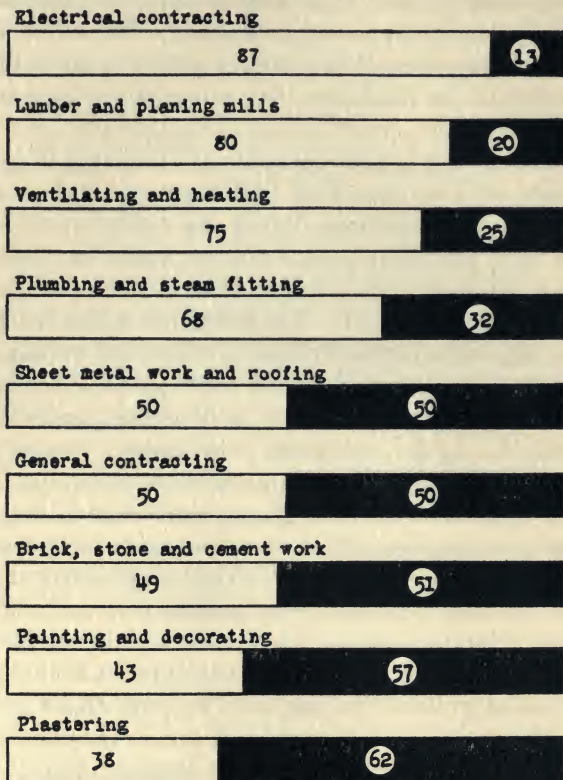 Electrical contracting
87 13
Lumber and planing mills
80 20
Ventilating and heating
75 25
Plumbing and steam fitting
68 32
Sheet metal work and roofing
50 50
General contracting
50 50
Brick, stone and cement work
49 51
Painting and decorating
43 57
Plastering
38 62